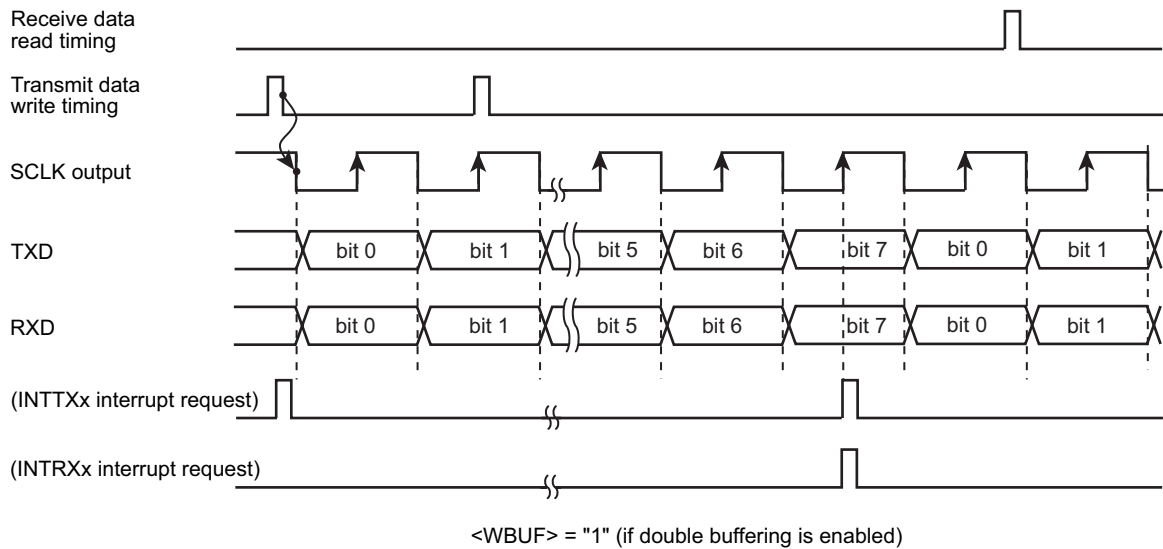 Receive data
read timing
Transmit data
write timing
SCLK output
TXD
bit 0
bit 1
bit 5
bit 6
bit 7
bit 0
bit 1
RXD
bit 0
bit 1
bit 5
bit 6
bit 7
bit 0
bit 1
(INTTXx interrupt request)
(INTRXx interrupt request)
<WBUF> = "1" (if double buffering is enabled)